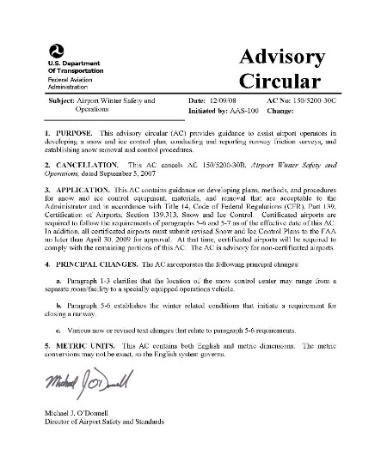 Advisory
Circular
U.S. Department
Of Transportation
Federal Aviation
Administration
Subject: Airport Winter Safety and Operations
Date: 12/09/08
Initiated by: AAS-100
AC No: 150/5200-30C
Change:
1. PURPOSE. This advisory circular (AC) provides guidance to assist airport operators in
developing a snow and ice control plan, conducting and reporting runway friction surveys, and
establishing snow removal and control procedures.
2. CANCELLATION. This AC cancels AC 150/5200-30B, Airport Winter Safety and
Operations, dated September 5, 2007
3. APPLICATION. This AC contains guidance on developing plans, methods, and procedures
for snow and ice control equipment, materials, and removal that are acceptable to the
Administrator and in accordance with Title 14, Code of Federal Regulations (CFR), Part 139,
Certification of Airports, Section 139.313, Snow and Ice Control. Certificated airports are
required to follow the requirements of paragraphs 5-6 and 5-7 as of the effective date of this AC.
In addition, all certificated airports must submit revised Snow and Ice Control Plans to the FAA
no later than April 30, 2009 for approval. At that time, certificated airports will be required to
comply with the remaining portions of this AC. The AC is advisory for non-certificated airports.
4. PRINCIPAL CHANGES. The AC incorporates the following principal changes:
a. Paragraph 1-3 clarifies that the location of the snow control center may range from a
separate room/facility to a specially equipped operations vehicle.
b. Paragraph 5-6 establishes the winter related conditions that initiate a requirement for
closing a runway.
c. Various new or revised text changes that relate to paragraph 5-6 requirements.
5. METRIC UNITS. This AC contains both English and metric dimensions. The metric
conversions may not be exact, so the English system governs.
Michael J O'Donnell
Michael J. O'Donnell
Director of Airport Safety and Standards